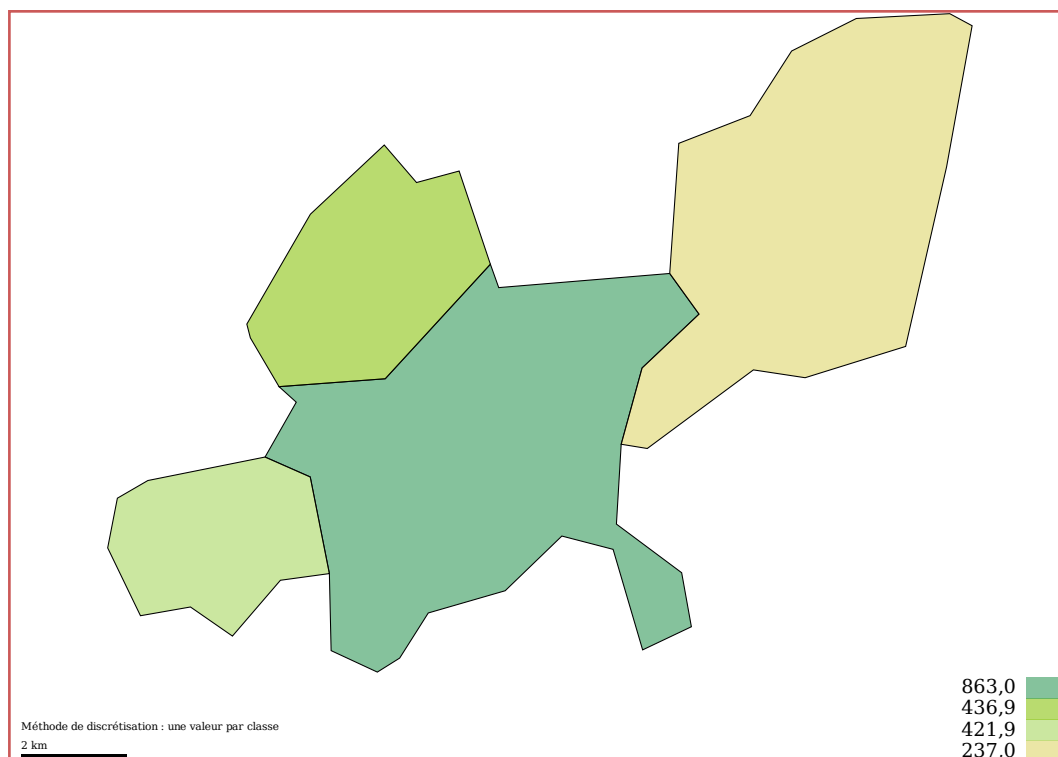 863,0
436,9
421,9
237,0
Méthode de discrétisation : une valeur par classe
2 km